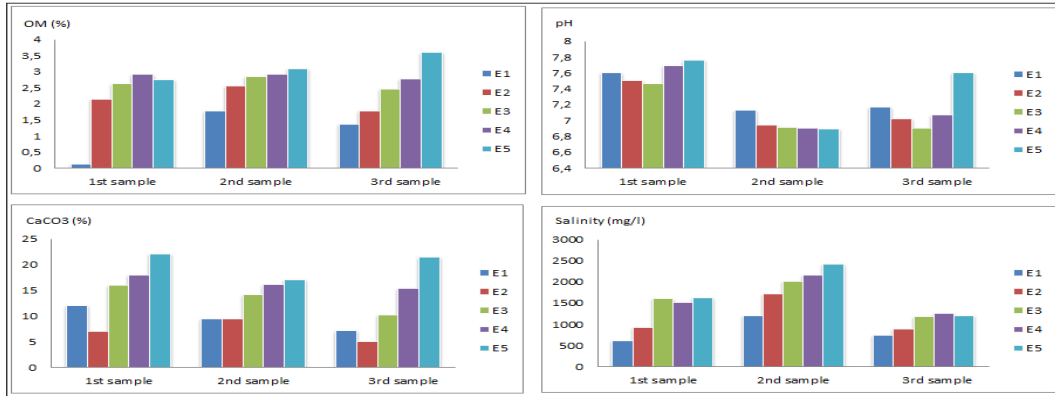 OM (%)
4
3,5
3
2,5
2
1,5
1
0,5
0
1st sample 2nd sample 3rd sample
E1
E2
E3
E4
E5
pH
8
7,8
7,6
7,4
7,2
7
6,8
6,6
6,4
1st sample 2nd sample 3rd sample
E1
E2
E3
E4
E5
CaCO3 (%)
25
20
15
10
5
0
1st sample 2nd sample 3rd sample
E1
E2
E3
E4
E5
Salinity (mg/l)
3000
2500
2000
1500
1000
500
0
1st sample 2nd sample 3rd sample
E1
E2
E3
E4
E5